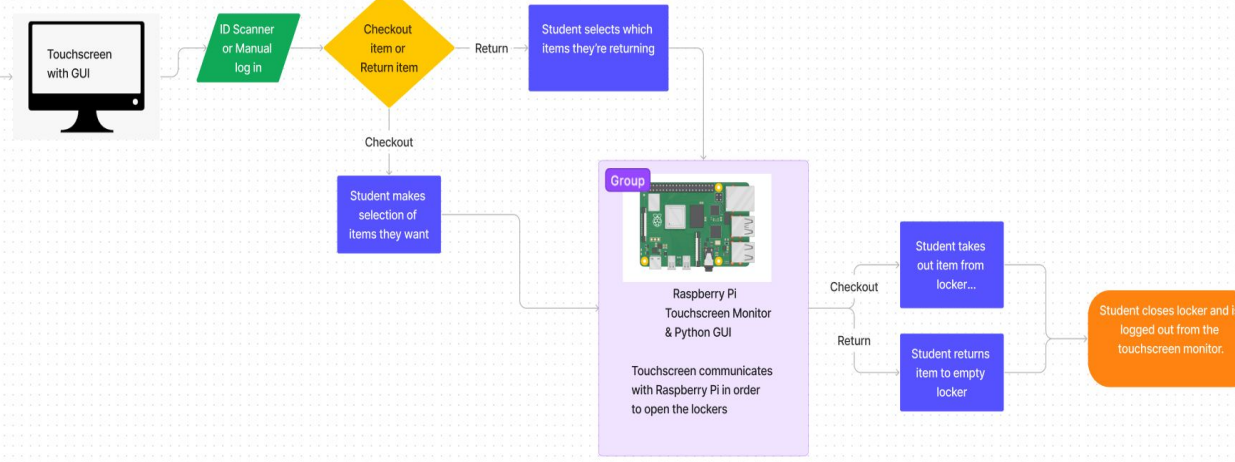 Touchscreen
with GUI
ID Scanner
or Manual
log in
Checkout
item or
Return item
Return
Student selects which
items they're returning
Checkout
Student makes
selection of
items they want
Group
Raspberry Pi
Touchscreen Monitor
& Python GUI
Touchscreen communicates
with Raspberry Pi in order
to open the lockers
Checkout
Return
Student takes
out item from
locker...
Student returns
item to empty
locker
Student closes locker and i
logged out from the
touchscreen monitor.